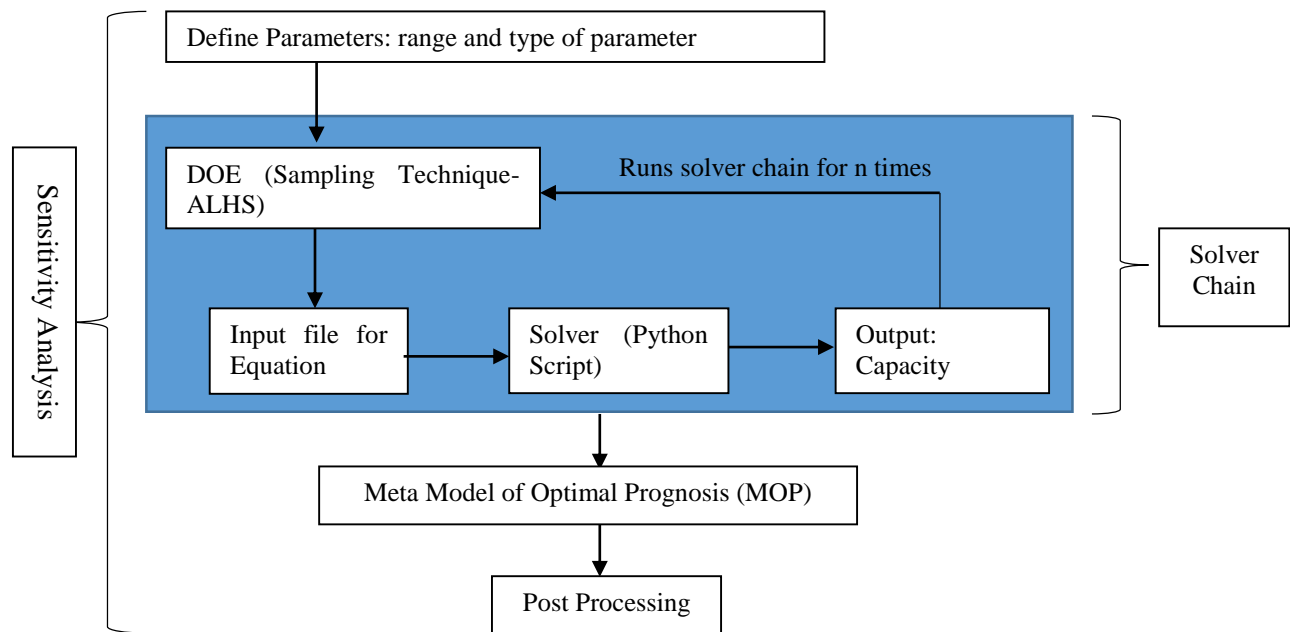 Define Parameters: range and type of parameter
Sensitivity Analysis
DOE (Sampling Technique-
ALHS)
Runs solver chain for n times
Solver
Chain
Input file for
Equation
Solver (Python
Script)
Output:
Capacity
Meta Model of Optimal Prognosis (MOP)
Post Processing